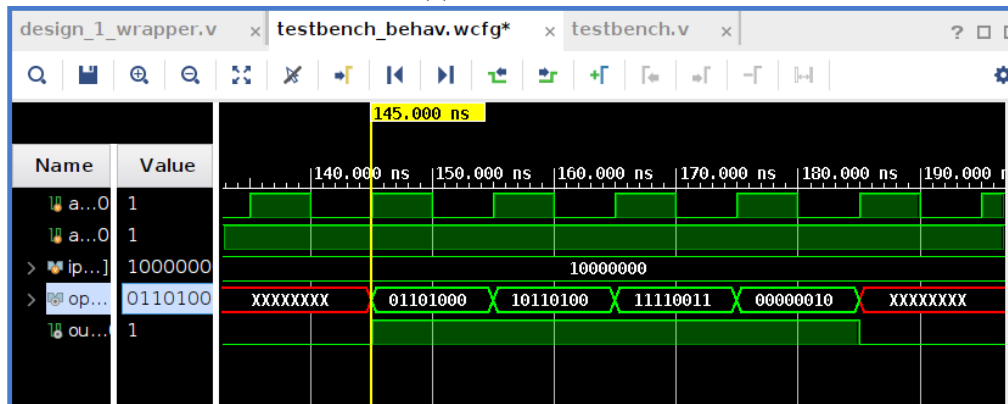 design_1_wrapper.v × testbench_behav.wcfg* × testbench.v × ?
145.000 ns
Name Value
140.000 ns 150.000 ns 160.000 ns 170.000 ns 180.000 ns 190.000
a...0 1
a...0 1
ip...] 1000000 10000000
op... 0110100 XXXXXXXX 01101000 10110100 11110011 00000010 XXXXXXXX
ou... 1